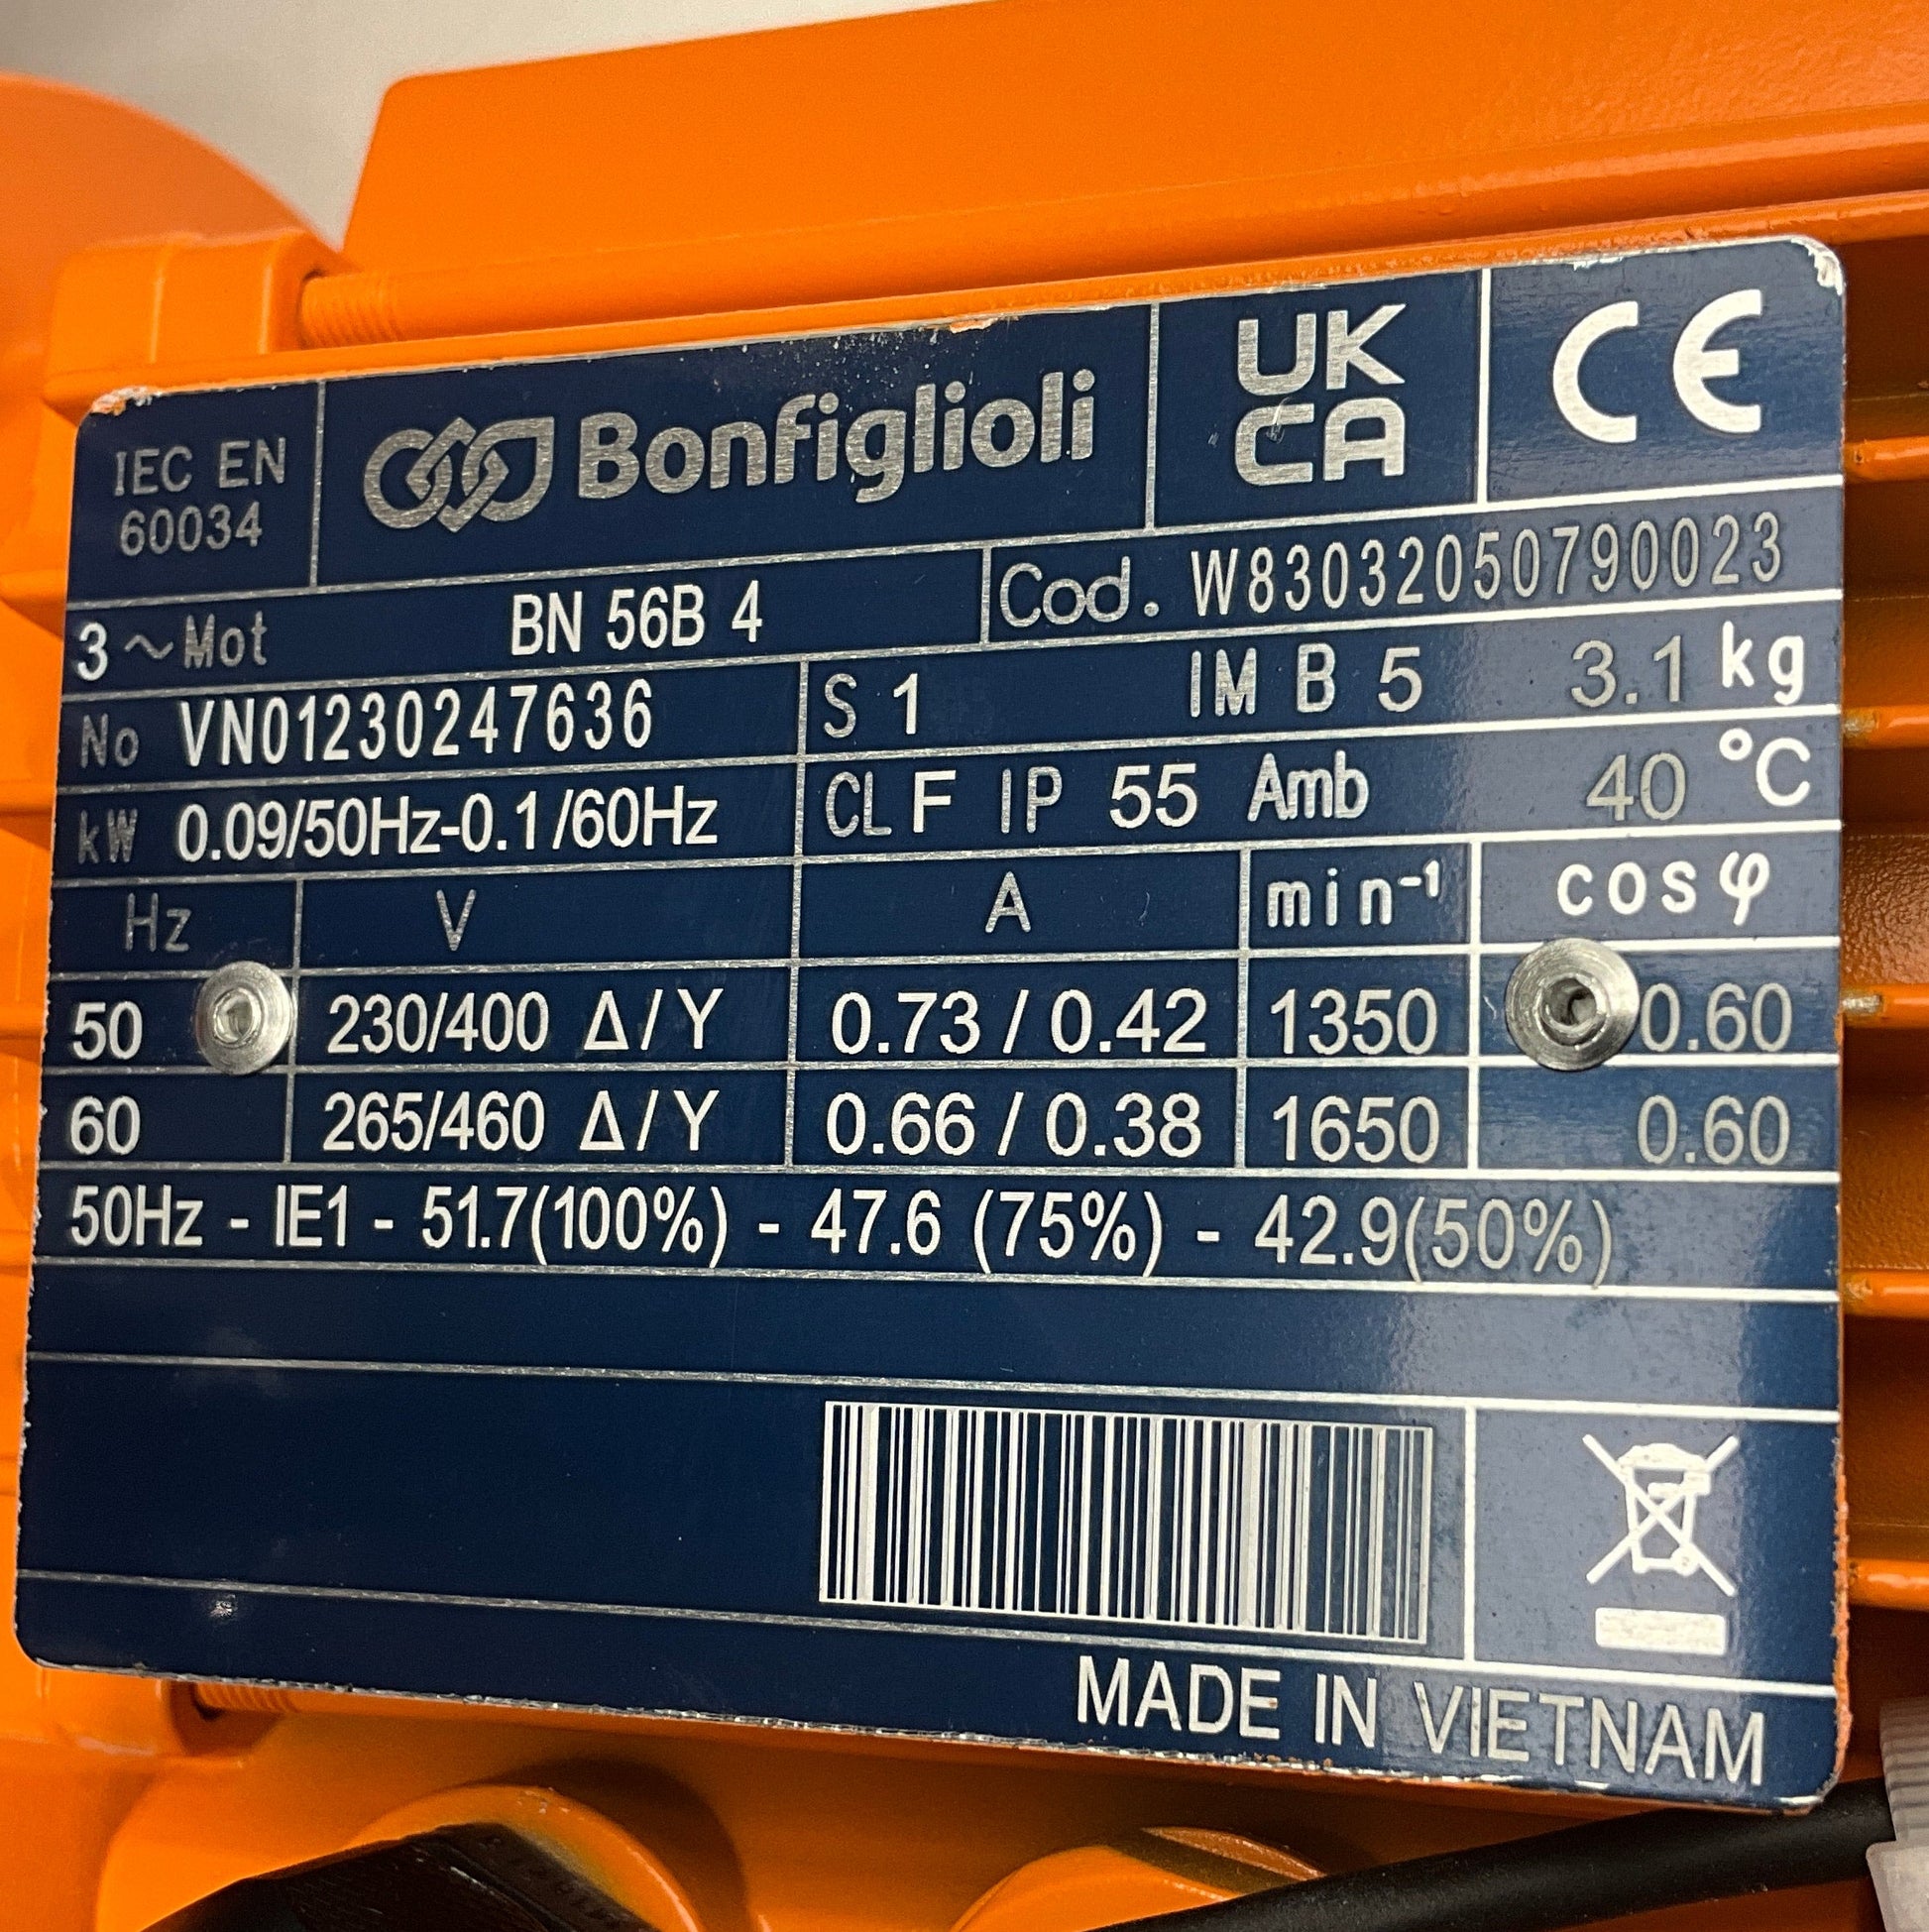 IEC EN
60034
Bonfiglioli
UK
CA
CE
3~Mot BN 56B 4 Cod. W83032050790023
No VN01230247636 S 1 IM B 5 3.1 kg
kW 0.09/50Hz-0.1/60Hz CL F IP 55 Amb 40 °C
Hz V A min⁻¹ cosφ
50 230/400 Δ/Y 0.73 / 0.42 1350 0.60
60 265/460 Δ/Y 0.66 / 0.38 1650 0.60
50Hz - IE1 - 51.7(100%) - 47.6 (75%) - 42.9(50%)
MADE IN VIETNAM